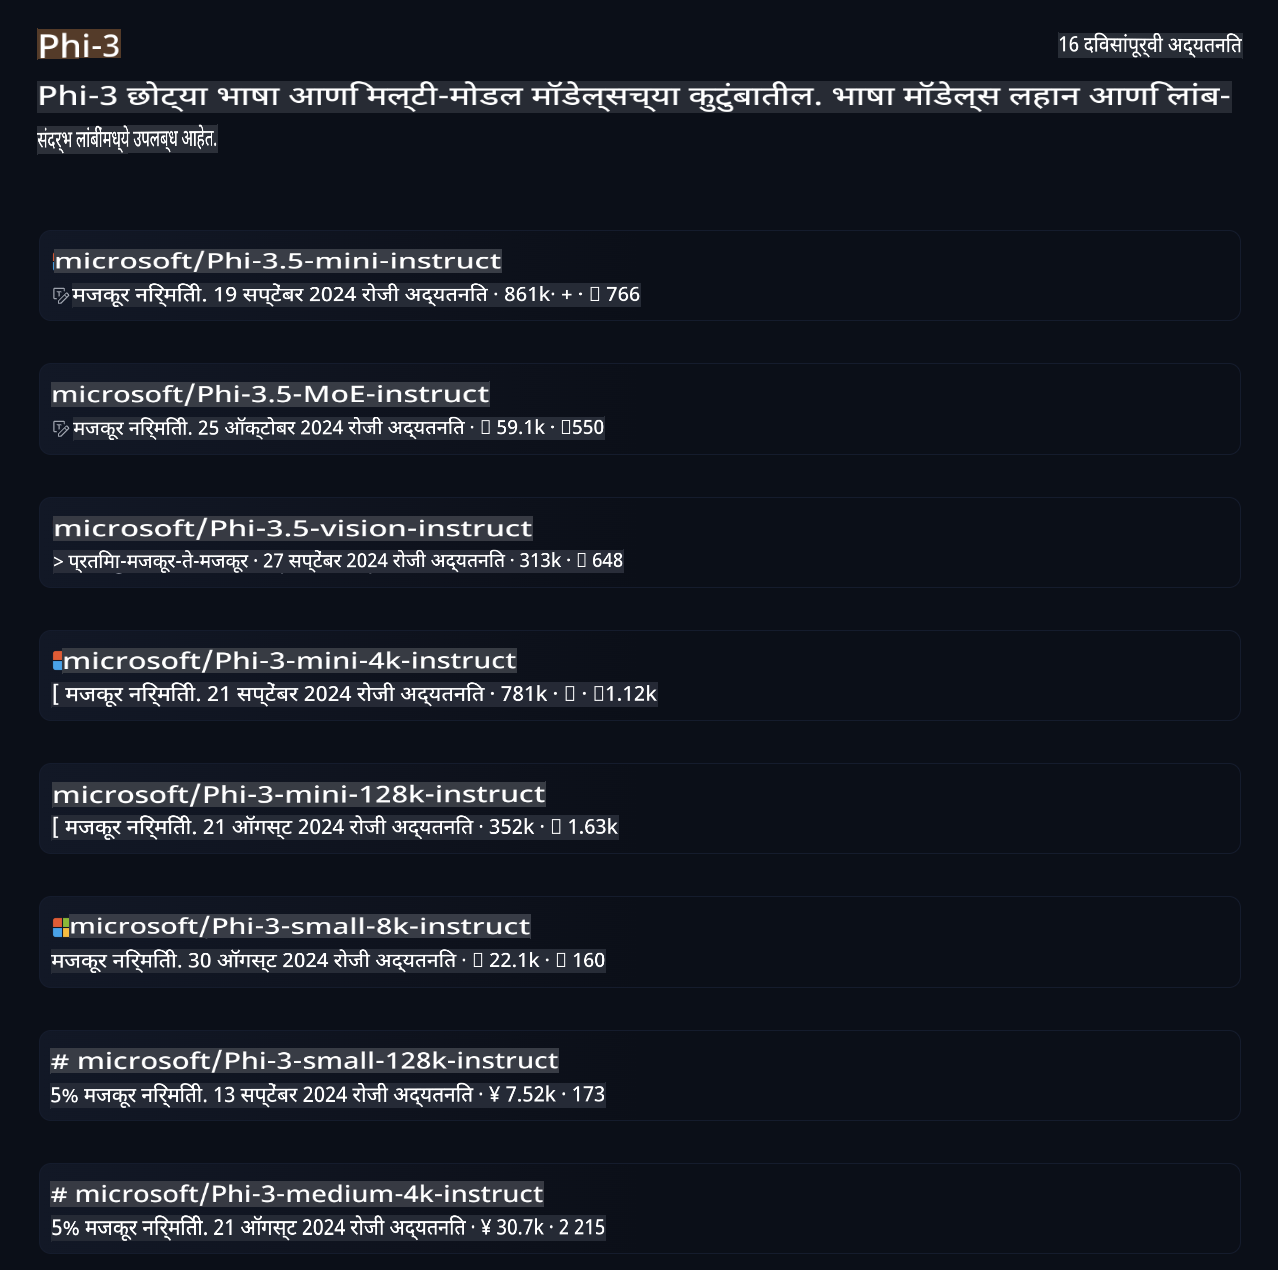 Phi-3
16 दिवसांपूर्वी अद्यतनित
Phi-3 छोट्या भाषा आणि मल्टी-मोडल मॉडेल्सच्या कुटुंबातील. भाषा मॉडेल्स लहान आणि लांब-
संदर्भ लांबींमध्ये उपलब्ध आहेत.
microsoft/Phi-3.5-mini-instruct
मजकूर निर्मिती. 19 सप्टेंबर 2024 रोजी अद्यतनित · 861k· + · 766
microsoft/Phi-3.5-MoE-instruct
मजकूर निर्मिती. 25 ऑक्टोबर 2024 रोजी अद्यतनित · 59.1k · 550
microsoft/Phi-3.5-vision-instruct
> प्रतिमा-मजकूर-ते-मजकूर · 27 सप्टेंबर 2024 रोजी अद्यतनित · 313k · 648
microsoft/Phi-3-mini-4k-instruct
[ मजकूर निर्मिती. 21 सप्टेंबर 2024 रोजी अद्यतनित · 781k · · 1.12k
microsoft/Phi-3-mini-128k-instruct
[ मजकूर निर्मिती. 21 ऑगस्ट 2024 रोजी अद्यतनित · 352k · 1.63k
microsoft/Phi-3-small-8k-instruct
मजकूर निर्मिती. 30 ऑगस्ट 2024 रोजी अद्यतनित · 22.1k · 160
# microsoft/Phi-3-small-128k-instruct
5% मजकूर निर्मिती. 13 सप्टेंबर 2024 रोजी अद्यतनित · ¥ 7.52k · 173
# microsoft/Phi-3-medium-4k-instruct
5% मजकूर निर्मिती. 21 ऑगस्ट 2024 रोजी अद्यतनित · ¥ 30.7k · 2 215